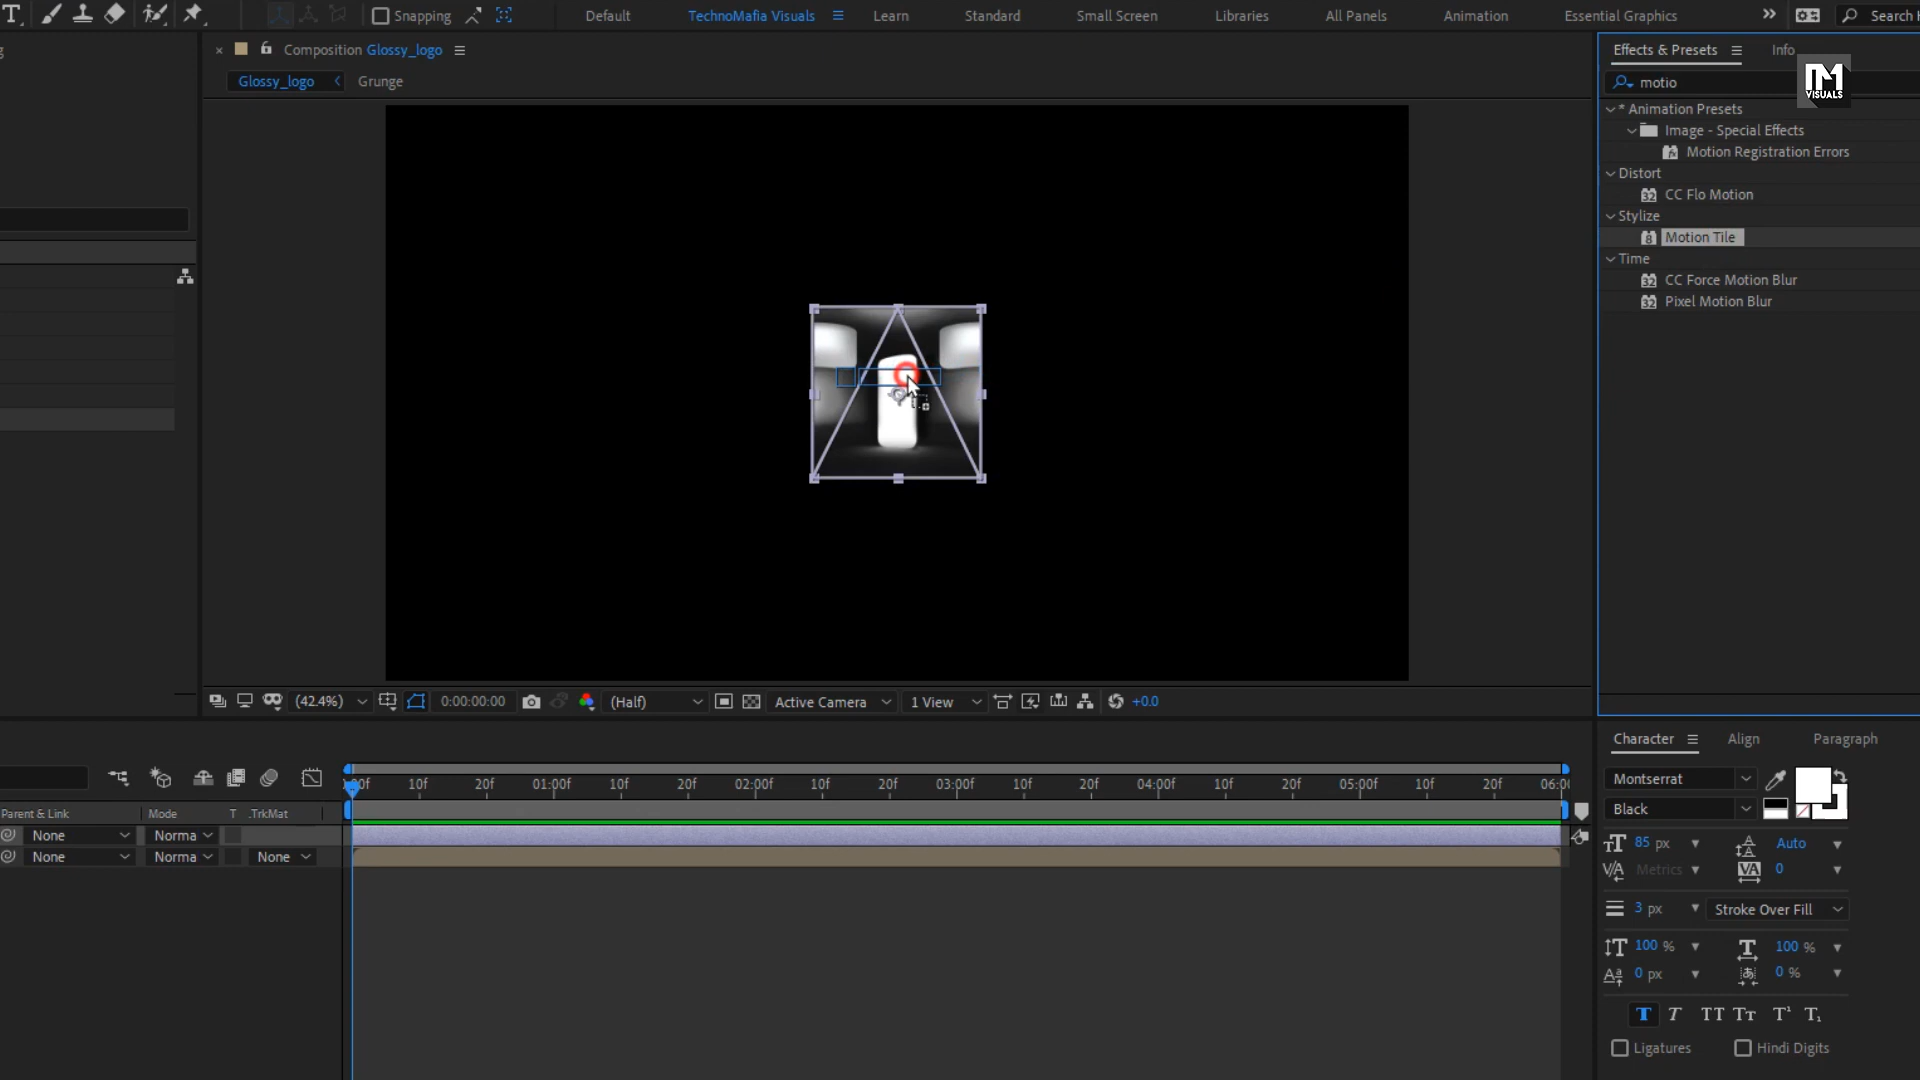 Snapping
Default
TechnoMafia Visuals
Learn
Standard
Small Screen
Libraries
All Panels
Animation
Essential Graphics
Search
Composition Glossy_logo
Glossy_logo
Grunge
Effects & Presets
Info
motio
VISUALS
* Animation Presets
Image - Special Effects
Motion Registration Errors
Distort
CC Flo Motion
Stylize
Motion Tile
Time
CC Force Motion Blur
Pixel Motion Blur
(42.4%)
0:00:00:00
(Half)
Active Camera
1 View
+0.0
00f
10f
20f
01:00f
10f
20f
02:00f
10f
20f
03:00f
10f
20f
04:00f
10f
20f
05:00f
10f
20f
06:00
Parent & Link
Mode
T
.TrkMat
None
Norma
None
Norma
None
Character
Align
Paragraph
Montserrat
Black
85 px
Auto
Metrics
0
3 px
Stroke Over Fill
100 %
100 %
0 px
0 %
Ligatures
Hindi Digits